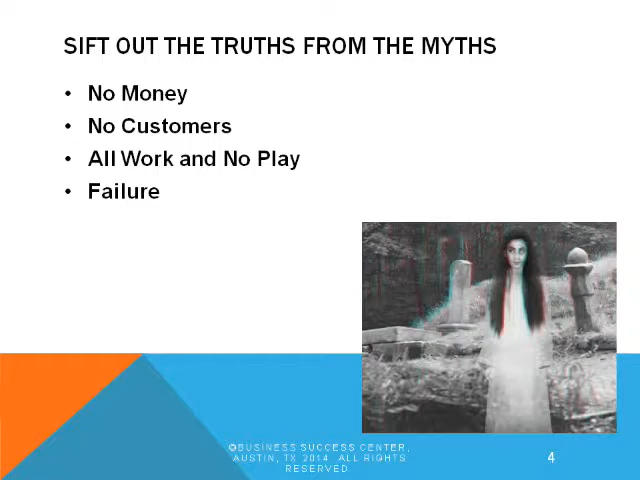 SIFT OUT THE TRUTHS FROM THE MYTHS
• No Money
• No Customers
• All Work and No Play
• Failure
©BUSINESS SUCCESS CENTER,
AUSTIN, TX 2014. ALL RIGHTS
RESERVED
4